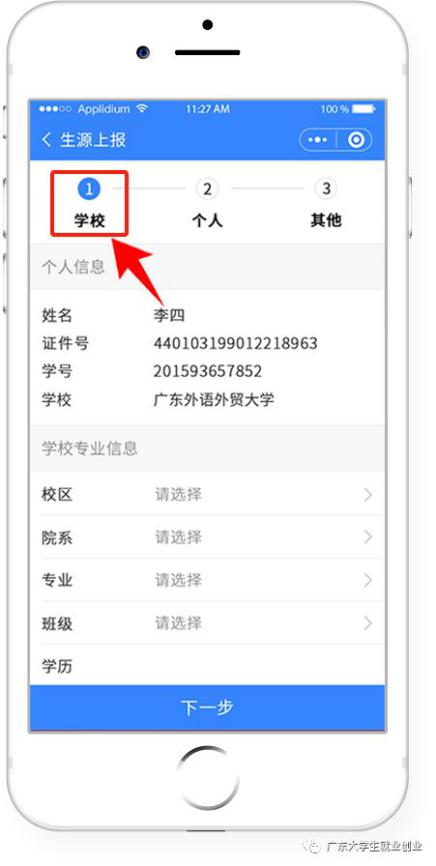 Applidium 11:27 AM 100 %
生源上报
1 2 3
学校 个人 其他
个人信息
姓名 李四
证件号 440103199012218963
学号 201593657852
学校 广东外语外贸大学
学校专业信息
校区 请选择
院系 请选择
专业 请选择
班级 请选择
学历
下一步
广东大学生就业创业